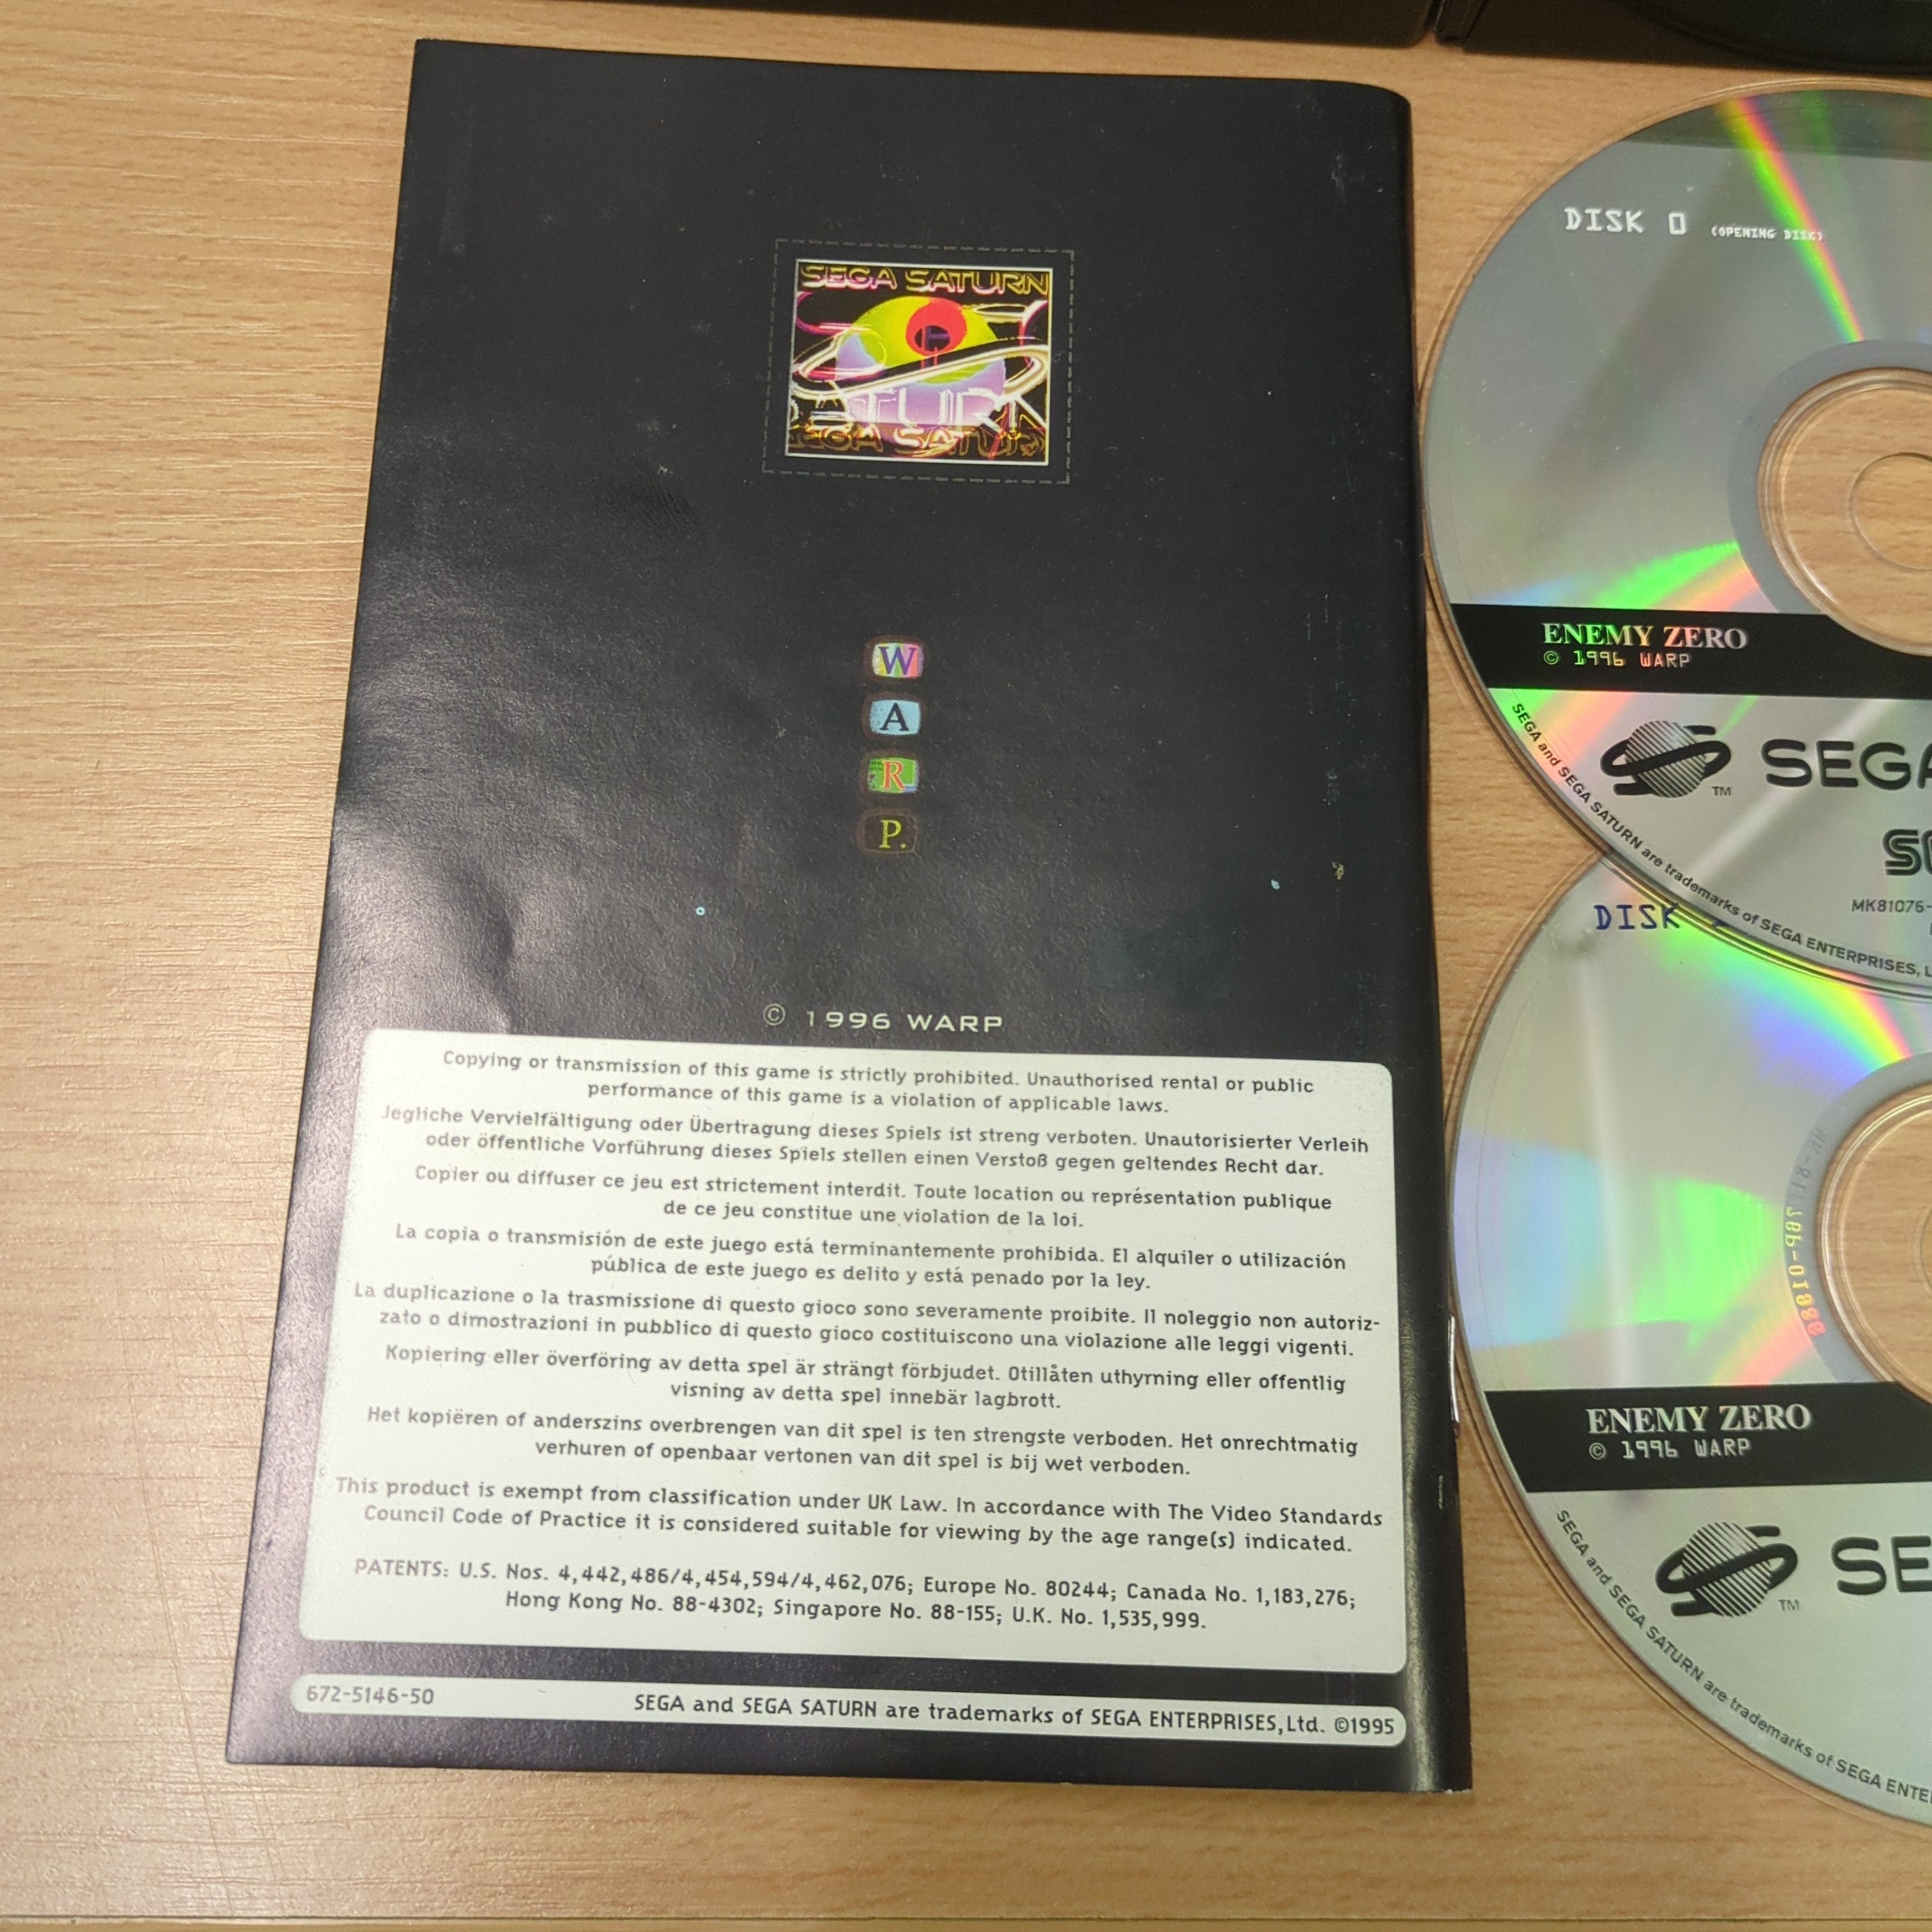 SEGA SATURN
SATURN
SEGA SATURN
W
A
R
P.
© 1996 WARP
Copying or transmission of this game is strictly prohibited. Unauthorised rental or public
performance of this game is a violation of applicable laws.
Jegliche Vervielfältigung oder Übertragung dieses Spiels ist streng verboten. Unautorisierter Verleih
oder öffentliche Vorführung dieses Spiels stellen einen Verstoß gegen geltendes Recht dar.
Copier ou diffuser ce jeu est strictement interdit. Toute location ou représentation publique
de ce jeu constitue une violation de la loi.
La copia o transmisión de este juego está terminantemente prohibida. El alquiler o utilización
pública de este juego es delito y está penado por la ley.
La duplicazione o la trasmissione di questo gioco sono severamente proibite. Il noleggio non autoriz-
zato o dimostrazioni in pubblico di questo gioco costituiscono una violazione alle leggi vigenti.
Kopiering eller överföring av detta spel är strängt förbjudet. Otillåten uthyrning eller offentlig
visning av detta spel innebär lagbrott.
Het kopiëren of anderszins overbrengen van dit spel is ten strengste verboden. Het onrechtmatig
verhuren of openbaar vertonen van dit spel is bij wet verboden.
This product is exempt from classification under UK Law. In accordance with The Video Standards
Council Code of Practice it is considered suitable for viewing by the age range(s) indicated.
PATENTS: U.S. Nos. 4,442,486/4,454,594/4,462,076; Europe No. 80244; Canada No. 1,183,276;
Hong Kong No. 88-4302; Singapore No. 88-155; U.K. No. 1,535,999.
672-5146-50
SEGA and SEGA SATURN are trademarks of SEGA ENTERPRISES,Ltd. ©1995
DISK 0 (OPENING DISK)
ENEMY ZERO
© 1996 WARP
TM
SEGA
MK81076-
SEGA and SEGA SATURN are trademarks of SEGA ENTERPRISES,
DISK
ENEMY ZERO
© 1996 WARP
TM
SE
SEGA and SEGA SATURN are trademarks of SEGA ENTE